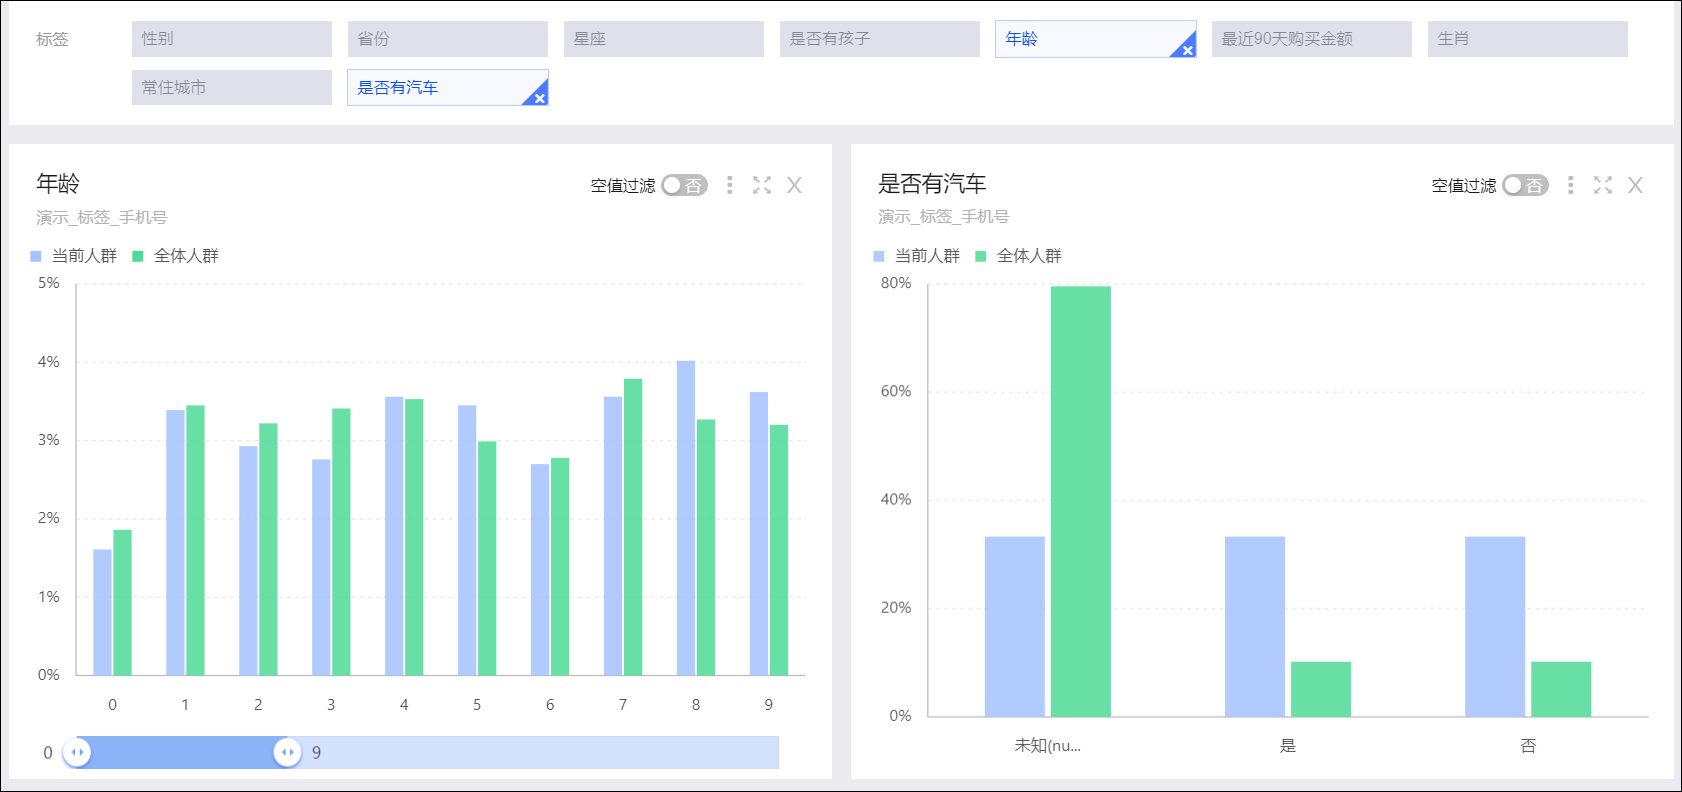 标签 性别 省份 星座 是否有孩子 年龄 最近90天购买金额 生肖
常住城市 是否有汽车
年龄 空值过滤 否 X
演示_标签_手机号
当前人群 全体人群
5%
4%
3%
2%
1%
0%
0 1 2 3 4 5 6 7 8 9
0 9
是否有汽车 空值过滤 否 X
演示_标签_手机号
当前人群 全体人群
80%
60%
40%
20%
0%
未知(nu... 是 否